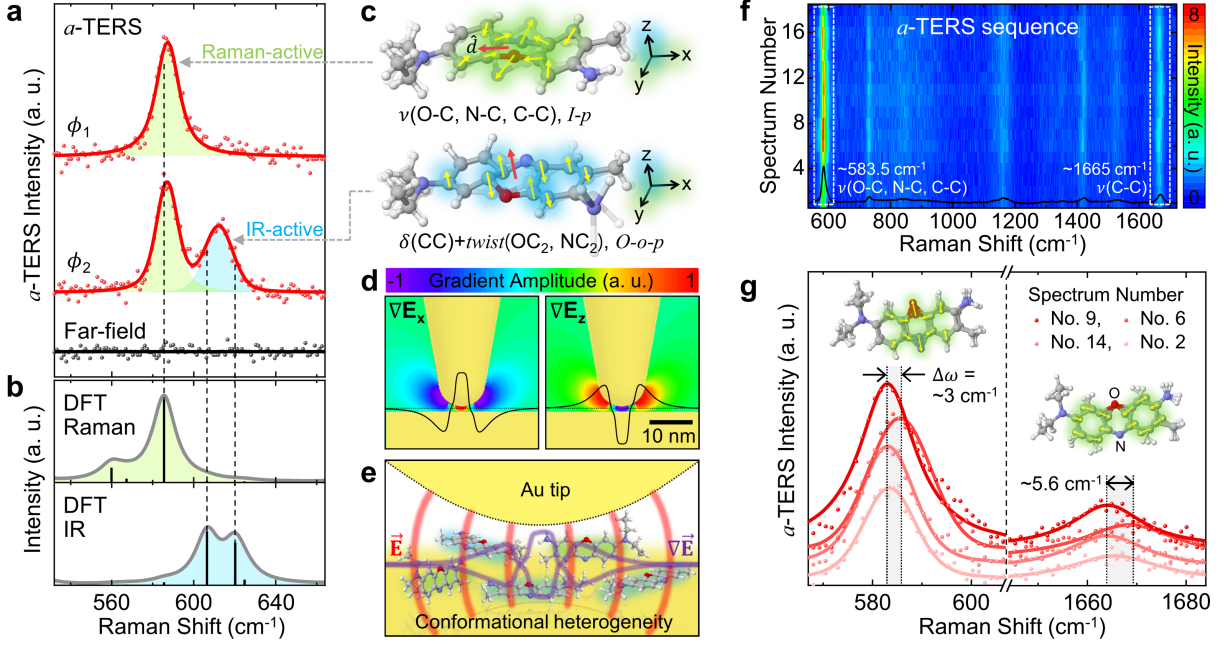 a
a-TERS
Raman-active
ϕ1
IR-active
ϕ2
Far-field
a-TERS Intensity (a. u.)
b
DFT
Raman
DFT
IR
Intensity (a. u.)
560
600
640
Raman Shift (cm-1)
c
d̂
z
x
y
ν(O-C, N-C, C-C), I-p
z
x
y
δ(CC)+twist(OC2, NC2), O-o-p
d
-1
Gradient Amplitude (a. u.)
1
∇Ex
∇Ez
10 nm
e
Au tip
E
∇E
Conformational heterogeneity
f
a-TERS sequence
Spectrum Number
16
12
8
4
~583.5 cm-1
ν(O-C, N-C, C-C)
~1665 cm-1
ν(C-C)
600
800
1000
1200
1400
1600
Raman Shift (cm-1)
8
Intensity (a. u.)
0
g
Spectrum Number
No. 9,
No. 6
No. 14,
No. 2
Δω =
~3 cm-1
O
N
~5.6 cm-1
a-TERS Intensity (a. u.)
580
600
1660
1680
Raman Shift (cm-1)